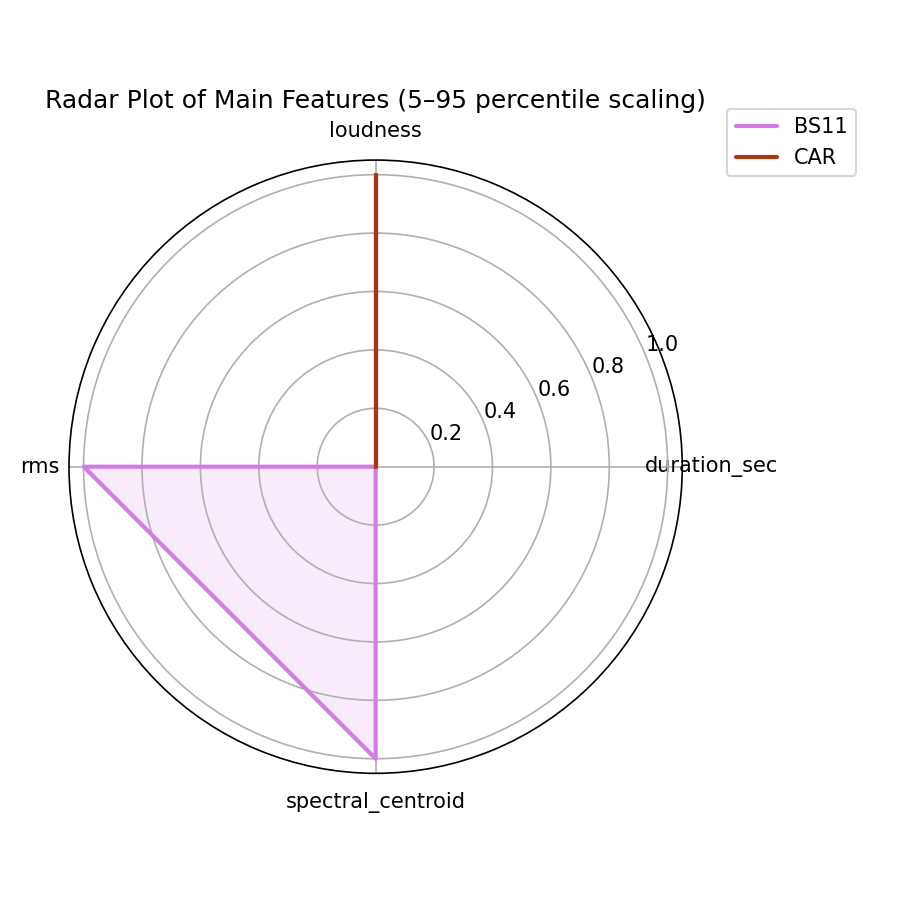 Radar Plot of Main Features (5–95 percentile scaling)
BS11
CAR
loudness
1.0
0.8
0.6
0.4
0.2
rms
duration_sec
spectral_centroid